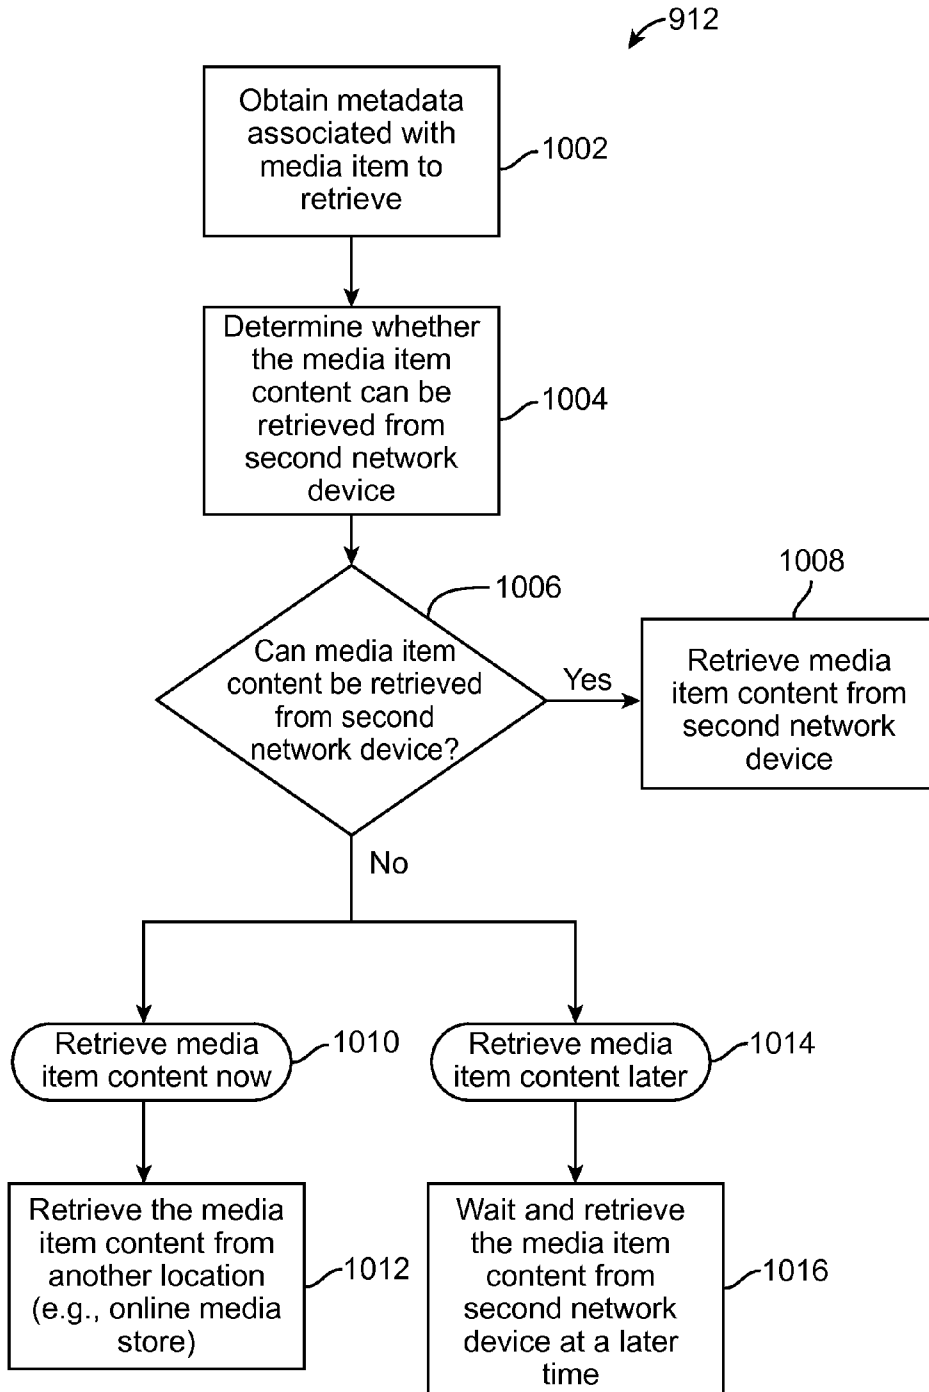 912
Obtain metadata
associated with
media item to
retrieve
1002
Determine whether
the media item
content can be
retrieved from
second network
device
1004
1006
Can media item
content be retrieved
from second
network device?
Yes
1008
Retrieve media
item content from
second network
device
No
Retrieve media
item content now
1010
Retrieve media
item content later
1014
Retrieve the media
item content from
another location
(e.g., online media
store)
1012
Wait and retrieve
the media item
content from
second network
device at a later
time
1016